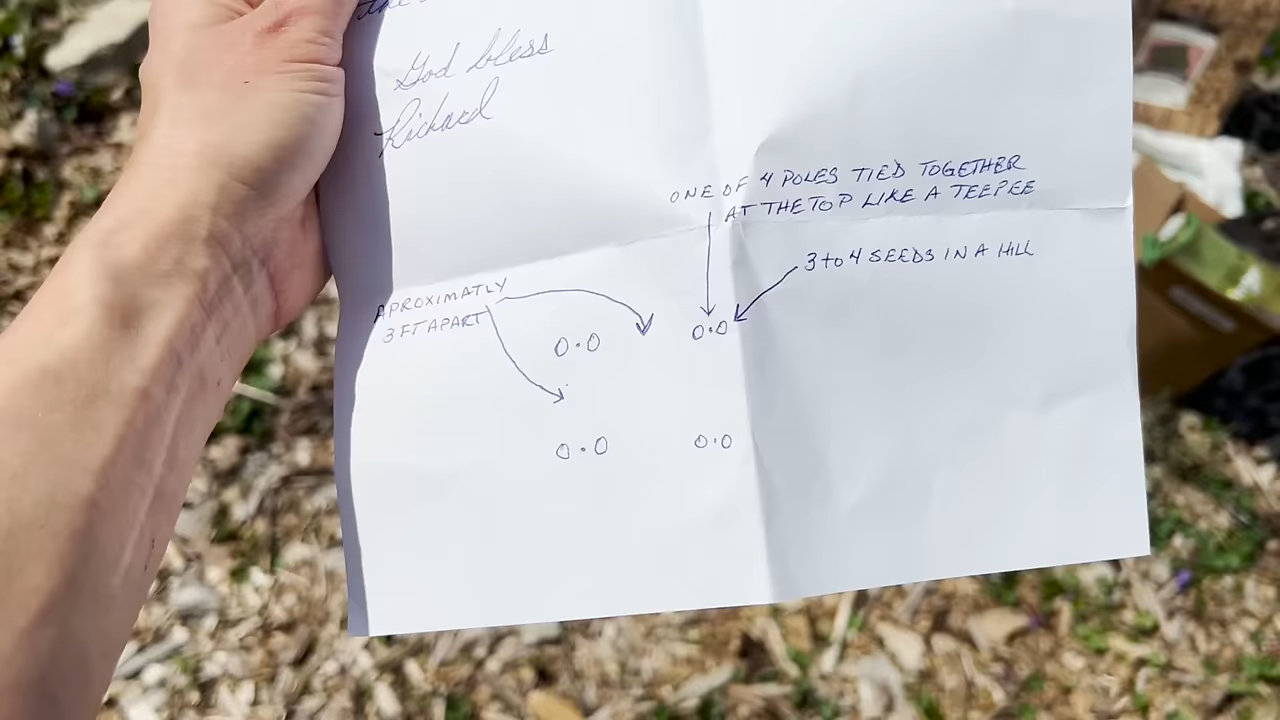 the
God bless
Richard
ONE OF 4 POLES TIED TOGETHER
AT THE TOP LIKE A TEEPEE
3 to 4 SEEDS IN A HILL
APROXIMATLY
3 FT APART